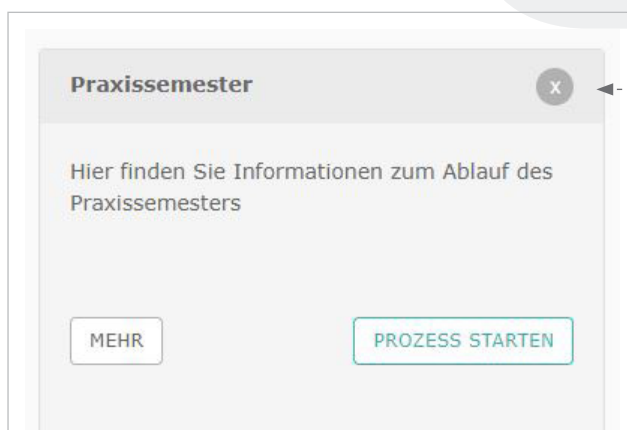 Praxissemester
X
Hier finden Sie Informationen zum Ablauf des
Praxissemesters
MEHR
PROZESS STARTEN